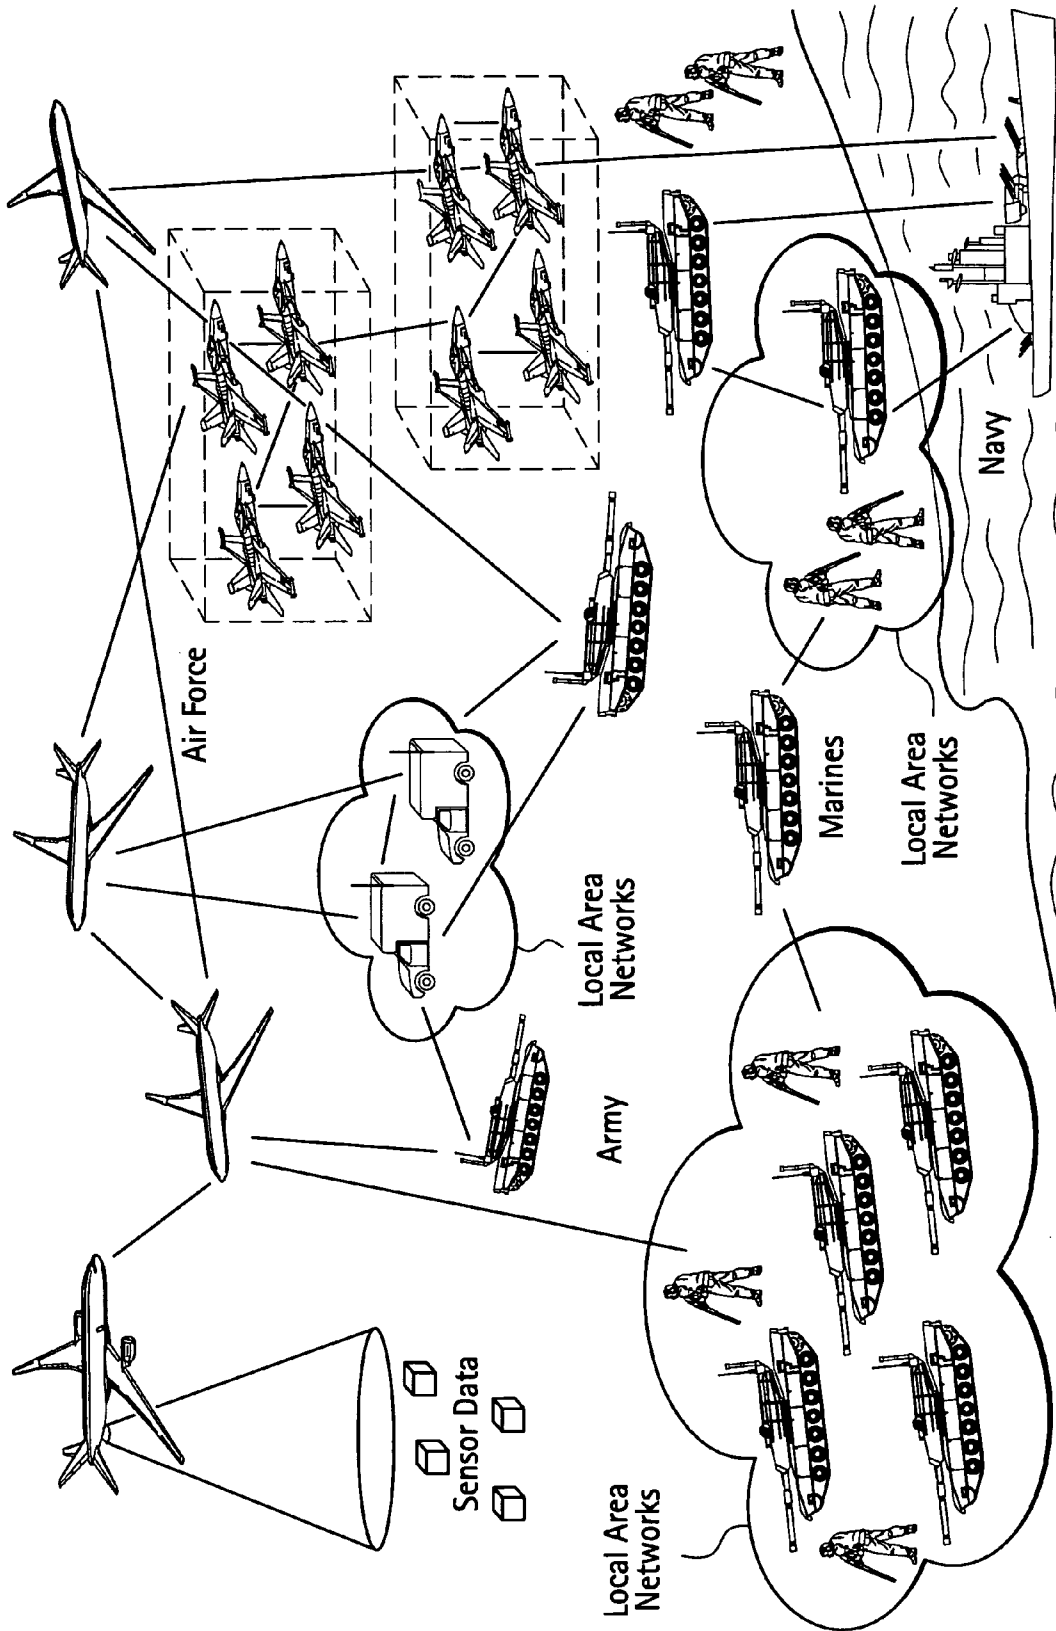 Sensor Data
Air Force
Local Area
Networks
Army
Local Area
Networks
Marines
Local Area
Networks
Navy